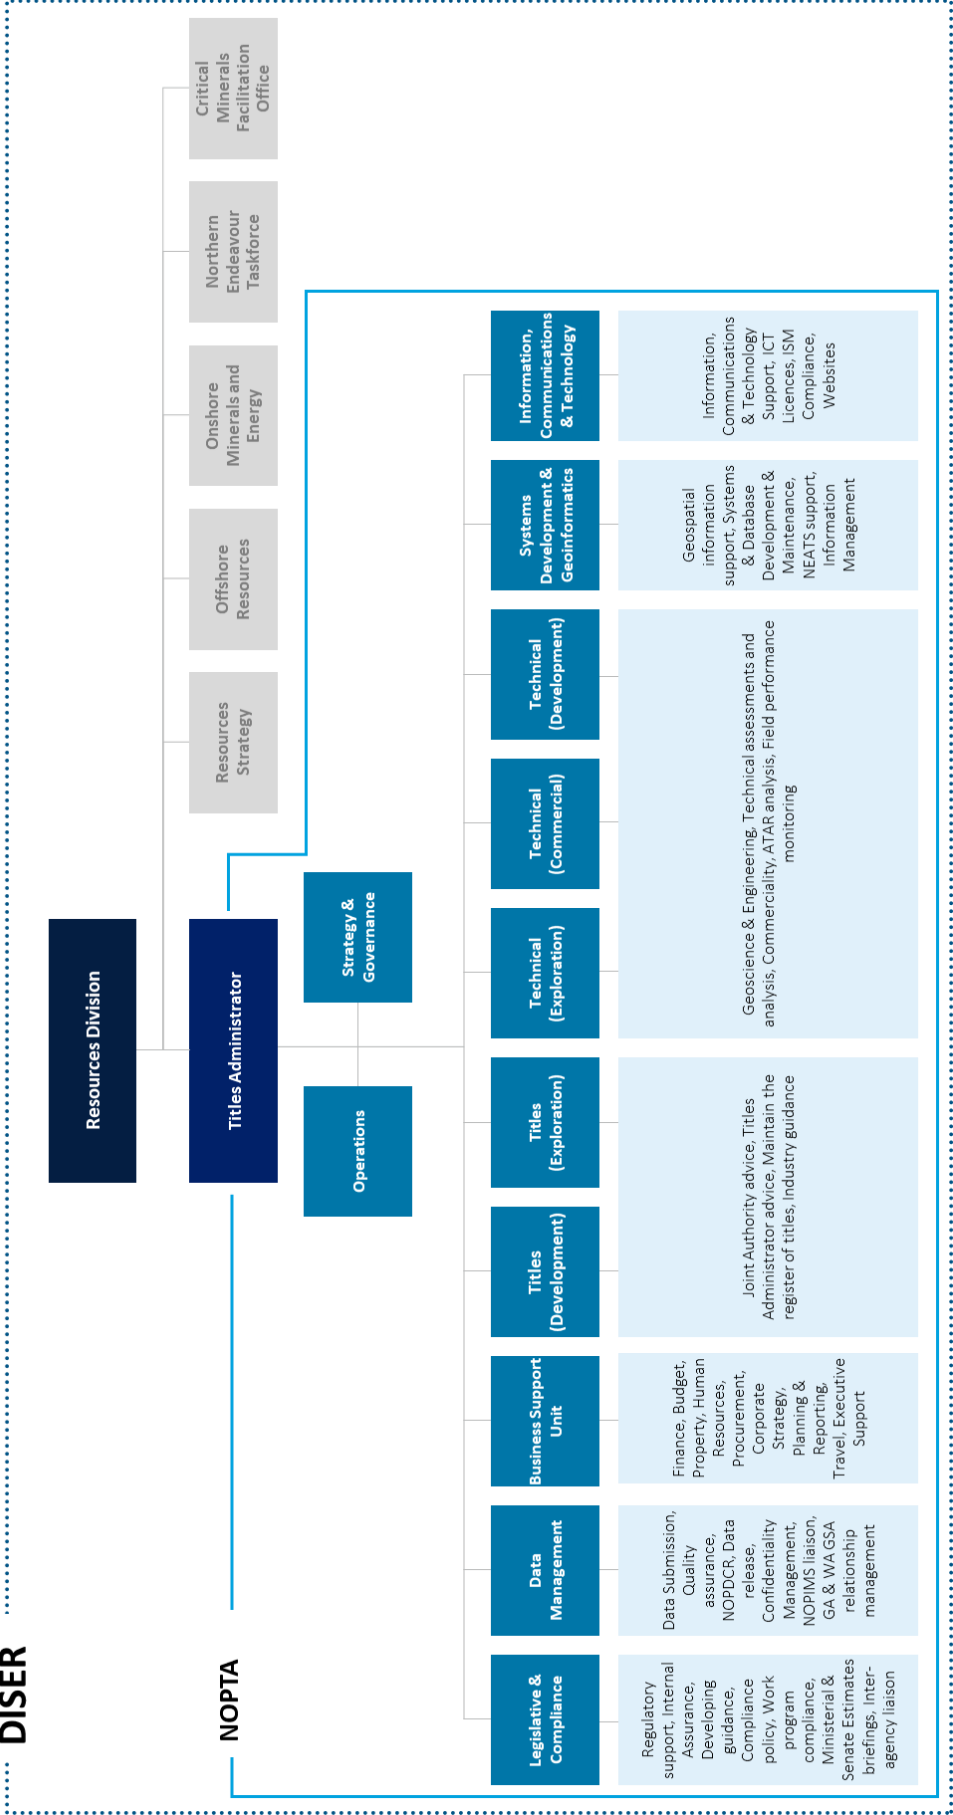 DISER
Resources Division
NOPTA
Titles Administrator
Resources
Strategy
Offshore
Resources
Onshore
Minerals and
Energy
Northern
Endeavour
Taskforce
Critical
Minerals
Facilitation
Office
Operations
Strategy &
Governance
Legislative &
Compliance
Data
Management
Business Support
Unit
Titles
(Development)
Titles
(Exploration)
Technical
(Exploration)
Technical
(Commercial)
Technical
(Development)
Systems
Development &
Geoinformatics
Information,
Communications
& Technology
Regulatory
support, Internal
Assurance,
Developing
guidance,
Compliance
policy, Work
program
compliance,
Ministerial &
Senate Estimates
briefings, Inter-
agency liaison
Data Submission,
Quality
assurance,
NOPDCR, Data
release,
Confidentiality
Management,
NOPIMS liaison,
GA & WA GSA
relationship
management
Finance, Budget,
Property, Human
Resources,
Procurement,
Corporate
Strategy,
Planning &
Reporting,
Travel, Executive
Support
Joint Authority advice, Titles
Administrator advice, Maintain the
register of titles, Industry guidance
Geoscience & Engineering, Technical assessments and
analysis, Commerciality, ATAR analysis, Field performance
monitoring
Geospatial
information
support, Systems
& Database
Development &
Maintenance,
NEATS support,
Information
Management
Information,
Communications
& Technology
Support, ICT
Licences, ISM
Compliance,
Websites